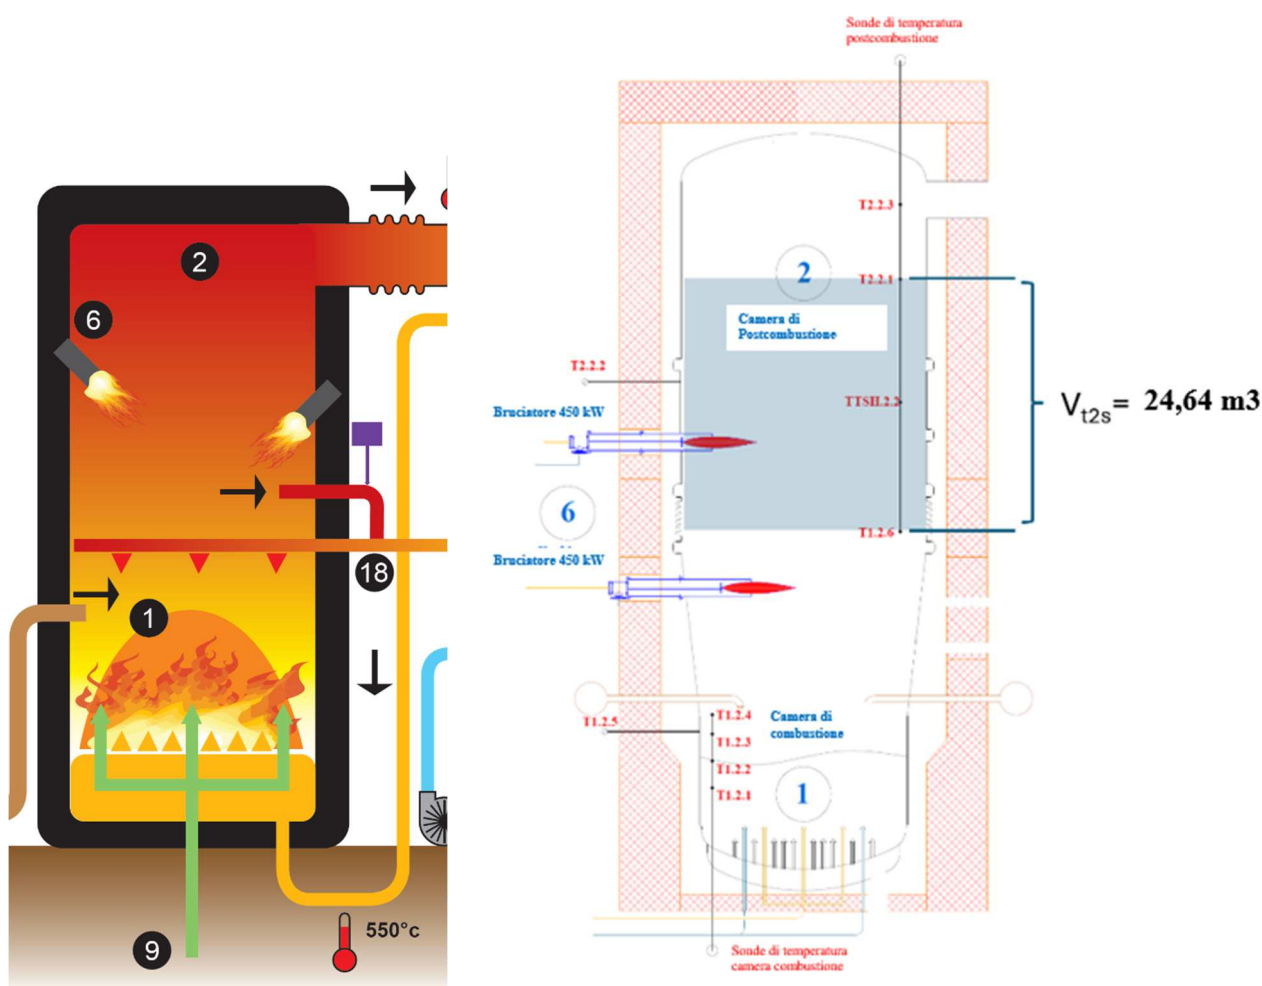 2
6
18
1
550°c
9
Sonde di temperatura
postcombustione
T2.2.3
2
T2.2.1
Camera di
Postcombustione
T2.2.2
TTSH.2.2
Bruciatore 450 kW
V_t2s= 24,64 m3
6
T1.2.6
Bruciatore 450 kW
T1.2.5
T1.2.4
Camera di
combustione
T1.2.3
T1.2.2
T1.2.1
1
Sonde di temperatura
camera combustione